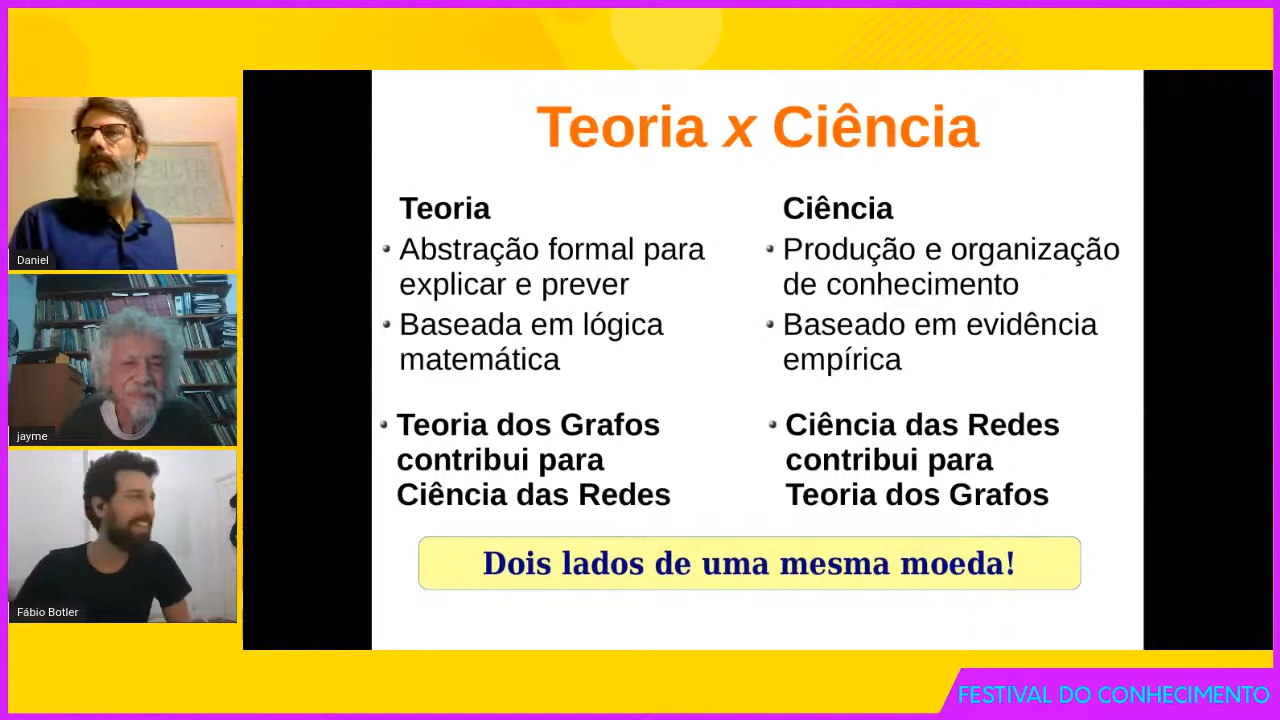 Teoria x Ciência
Teoria
Abstração formal para
explicar e prever
Baseada em lógica
matemática
Teoria dos Grafos
contribui para
Ciência das Redes
Ciência
Produção e organização
de conhecimento
Baseado em evidência
empírica
Ciência das Redes
contribui para
Teoria dos Grafos
Dois lados de uma mesma moeda!
Daniel
jayme
Fábio Botler
FESTIVAL DO CONHECIMENTO